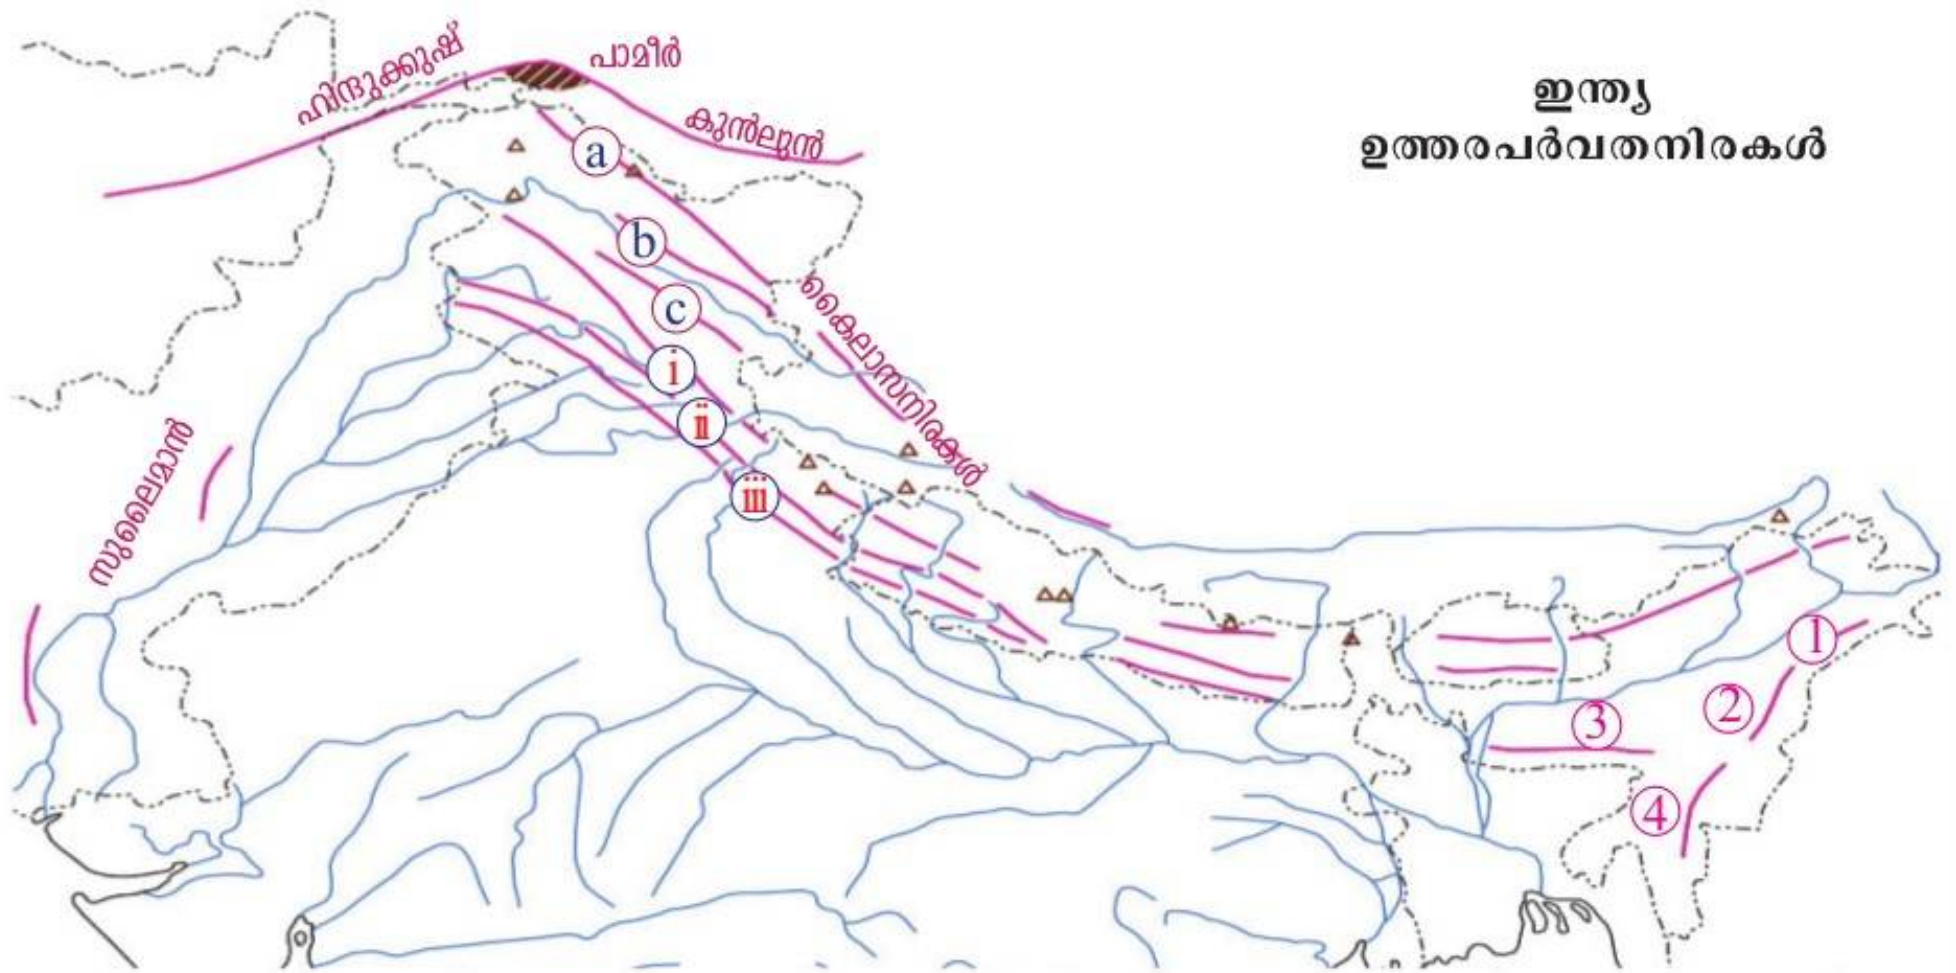 ഇന്ത്യ
ഉത്തരപർവതനിരകൾ
ഹിന്ദുക്കുഷ്
പാമീർ
കുൻലുൻ
a
b
c
കൈലാസനിരകൾ
i
ii
iii
സുലൈമാൻ
1
2
3
4